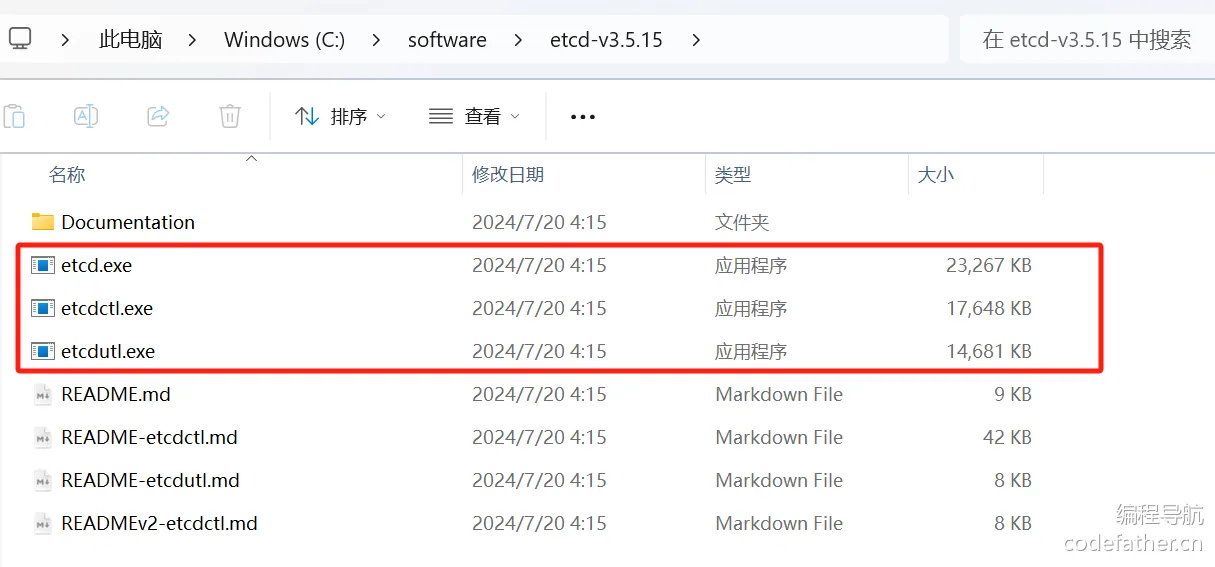 此电脑 Windows (C:) software etcd-v3.5.15 在 etcd-v3.5.15 中搜索
排序 查看
名称 修改日期 类型 大小
Documentation 2024/7/20 4:15 文件夹
etcd.exe 2024/7/20 4:15 应用程序 23,267 KB
etcdctl.exe 2024/7/20 4:15 应用程序 17,648 KB
etcdutl.exe 2024/7/20 4:15 应用程序 14,681 KB
README.md 2024/7/20 4:15 Markdown File 9 KB
README-etcdctl.md 2024/7/20 4:15 Markdown File 42 KB
README-etcdutl.md 2024/7/20 4:15 Markdown File 8 KB
READMEv2-etcdctl.md 2024/7/20 4:15 Markdown File 8 KB
编程导航
codefather.cn